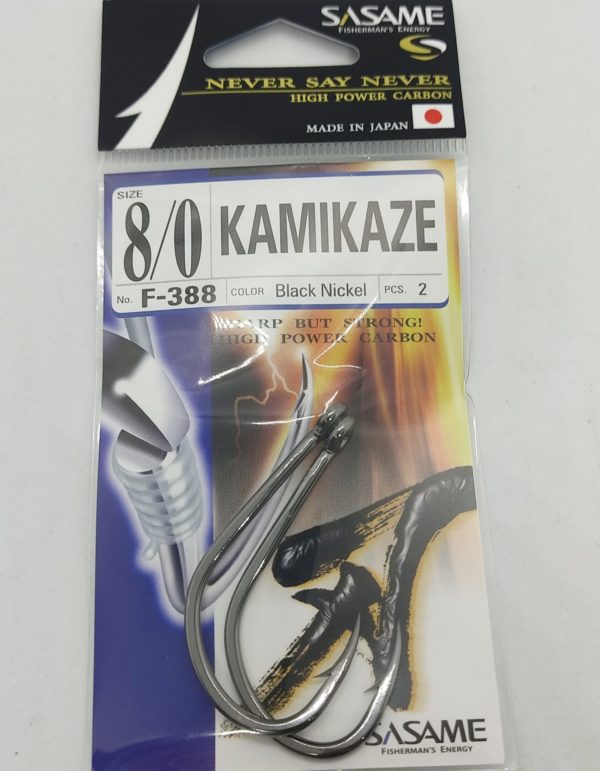 SASAME
FISHERMAN'S ENERGY
NEVER SAY NEVER
HIGH POWER CARBON
MADE IN JAPAN
SIZE
8/0
KAMIKAZE
No. F-388
COLOR Black Nickel
PCS. 2
BUT STRONG!
HIGH POWER CARBON
SASAME
FISHERMAN'S ENERGY